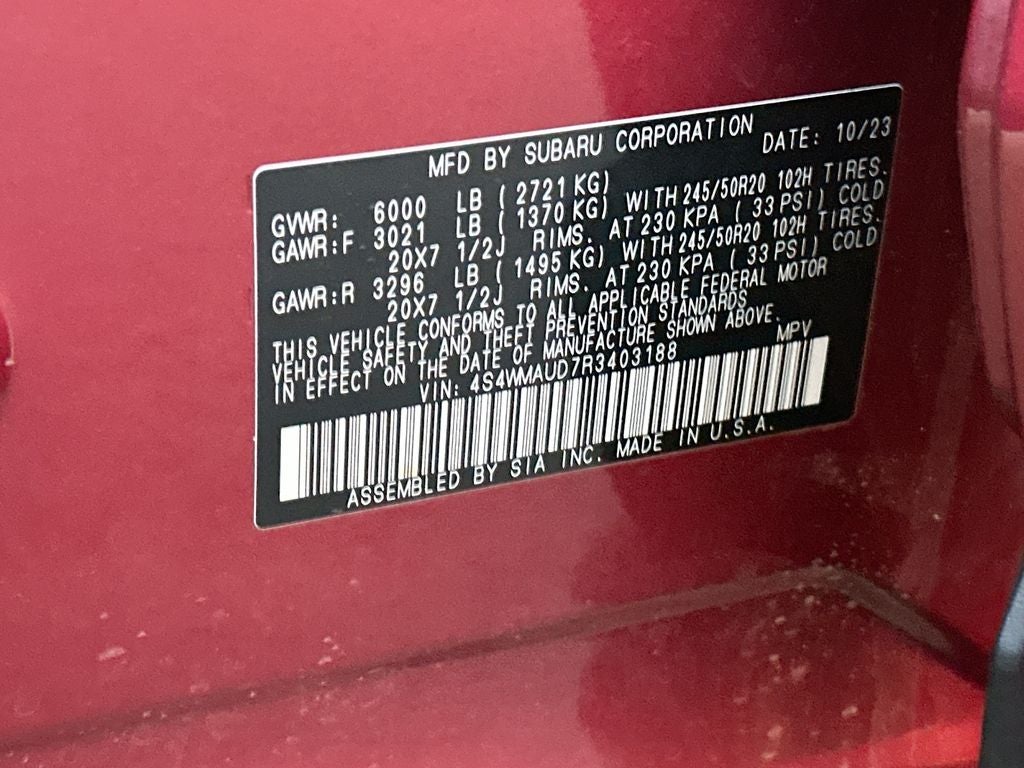 MFD BY SUBARU CORPORATION DATE: 10/23
GVWR: 6000 LB ( 2721 KG)
GAWR:F 3021 LB ( 1370 KG) WITH 245/50R20 102H TIRES.
20X7 1/2J RIMS. AT 230 KPA ( 33 PSI) COLD
GAWR:R 3296 LB ( 1495 KG) WITH 245/50R20 102H TIRES.
20X7 1/2J RIMS. AT 230 KPA ( 33 PSI) COLD
THIS VEHICLE CONFORMS TO ALL APPLICABLE FEDERAL MOTOR
VEHICLE SAFETY AND THEFT PREVENTION STANDARDS
IN EFFECT ON THE DATE OF MANUFACTURE SHOWN ABOVE.
VIN: 4S4WMAUD7R3403188 MPV
ASSEMBLED BY SIA INC. MADE IN U.S.A.